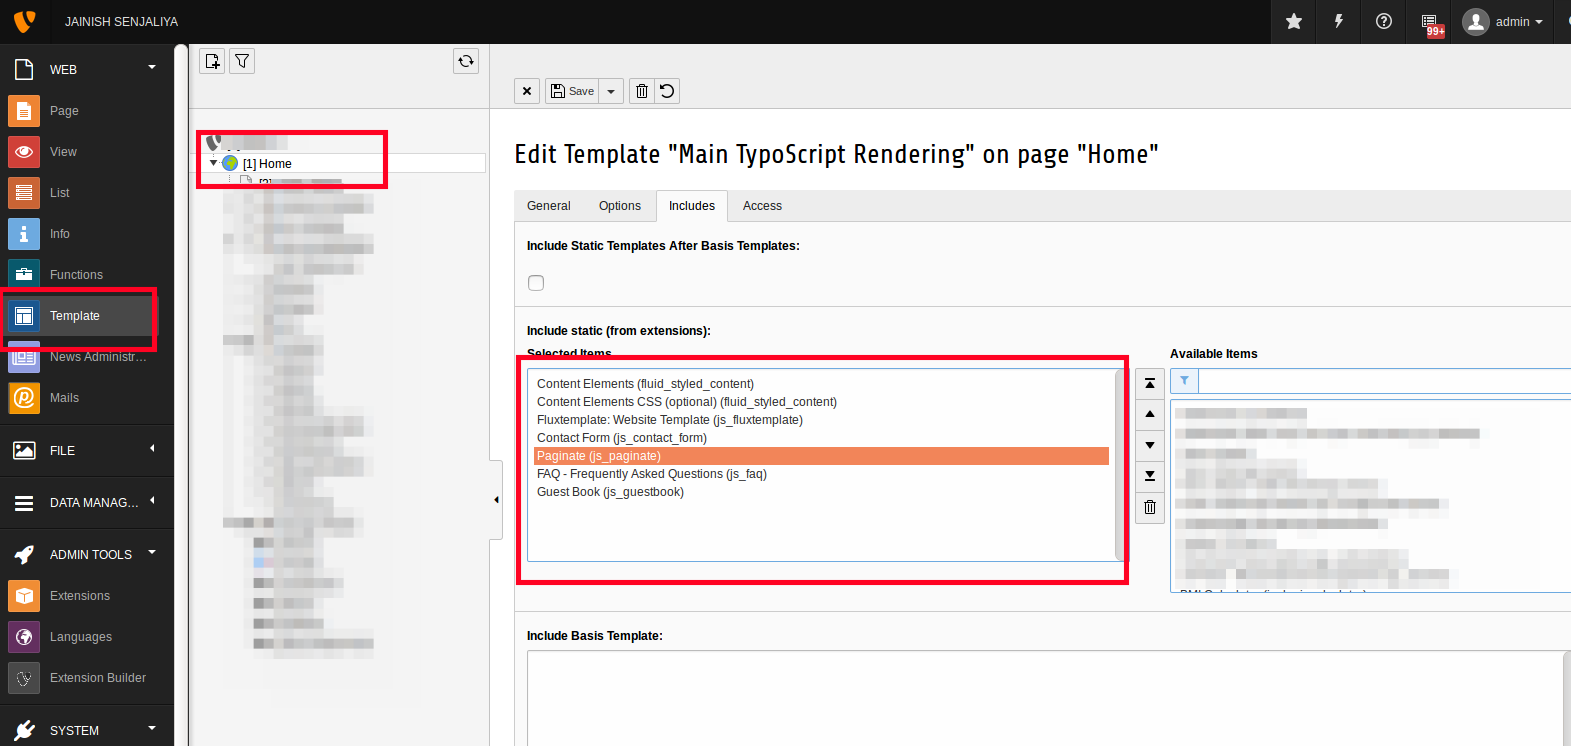 JAINISH SENJALIYA
99+
admin
WEB
Page
View
List
Info
Functions
Template
News Administr...
Mails
FILE
DATA MANAG...
ADMIN TOOLS
Extensions
Languages
Extension Builder
SYSTEM
[1] Home
Save
Edit Template "Main TypoScript Rendering" on page "Home"
General Options Includes Access
Include Static Templates After Basis Templates:
Include static (from extensions):
Selected Items
Content Elements (fluid_styled_content)
Content Elements CSS (optional) (fluid_styled_content)
Fluxtemplate: Website Template (js_fluxtemplate)
Contact Form (js_contact_form)
Paginate (js_paginate)
FAQ - Frequently Asked Questions (js_faq)
Guest Book (js_guestbook)
Available Items
Include Basis Template: